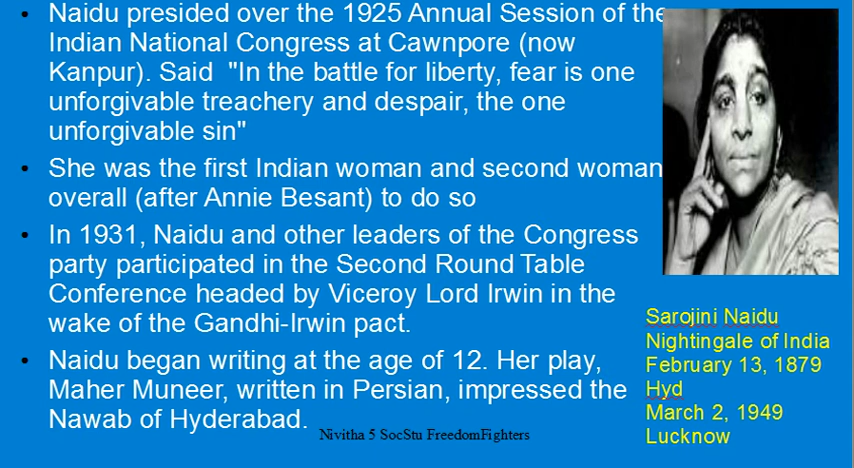 • Naidu presided over the 1925 Annual Session of the
Indian National Congress at Cawnpore (now
Kanpur). Said "In the battle for liberty, fear is one
unforgivable treachery and despair, the one
unforgivable sin"
• She was the first Indian woman and second woman
overall (after Annie Besant) to do so
• In 1931, Naidu and other leaders of the Congress
party participated in the Second Round Table
Conference headed by Viceroy Lord Irwin in the
wake of the Gandhi-Irwin pact.
• Naidu began writing at the age of 12. Her play,
Maher Muneer, written in Persian, impressed the
Nawab of Hyderabad.
Sarojini Naidu
Nightingale of India
February 13, 1879
Hyd
March 2, 1949
Lucknow
Nivitha 5 SocStu FreedomFighters